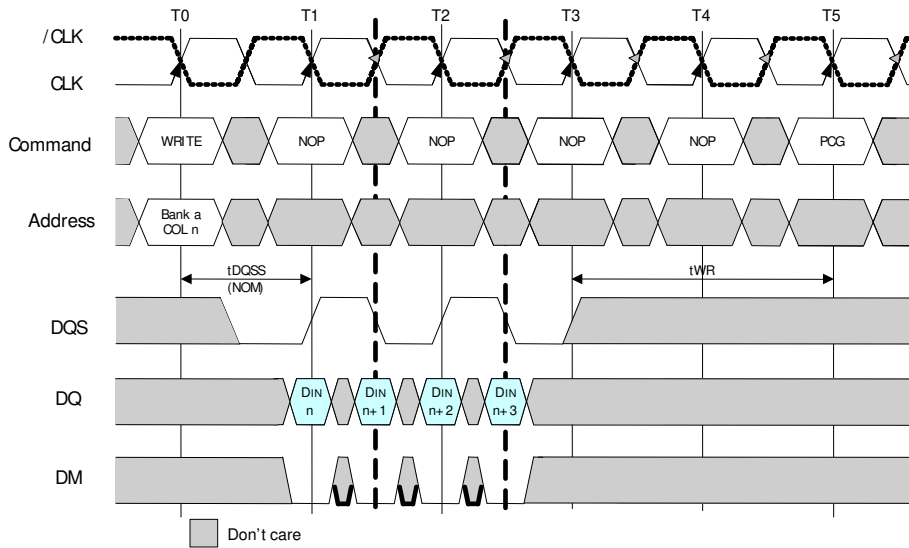 T0 T1 T2 T3 T4 T5
/CLK
CLK
Command WRITE NOP NOP NOP NOP PCG
Address Bank a
COL n
tDQSS
(NOM)
tWR
DQS
DQ DIN DIN DIN DIN
n n+1 n+2 n+3
DM
Don't care